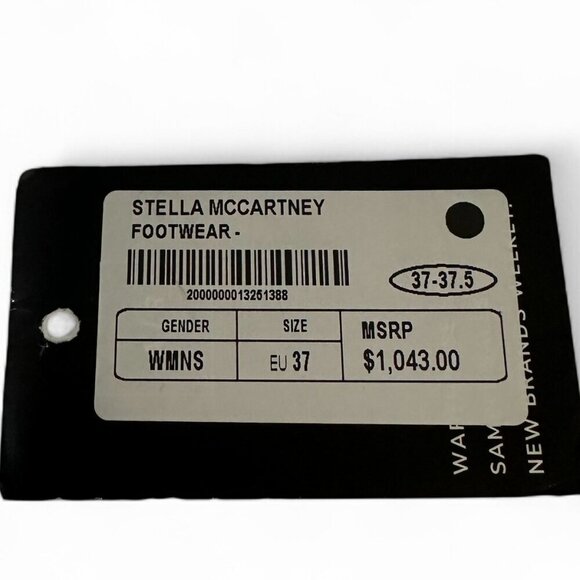 STELLA MCCARTNEY
FOOTWEAR -
37-37.5
2000000013261388
GENDER SIZE MSRP
WMNS EU 37 $1,043.00
NEW BRANDS WEEKLY.